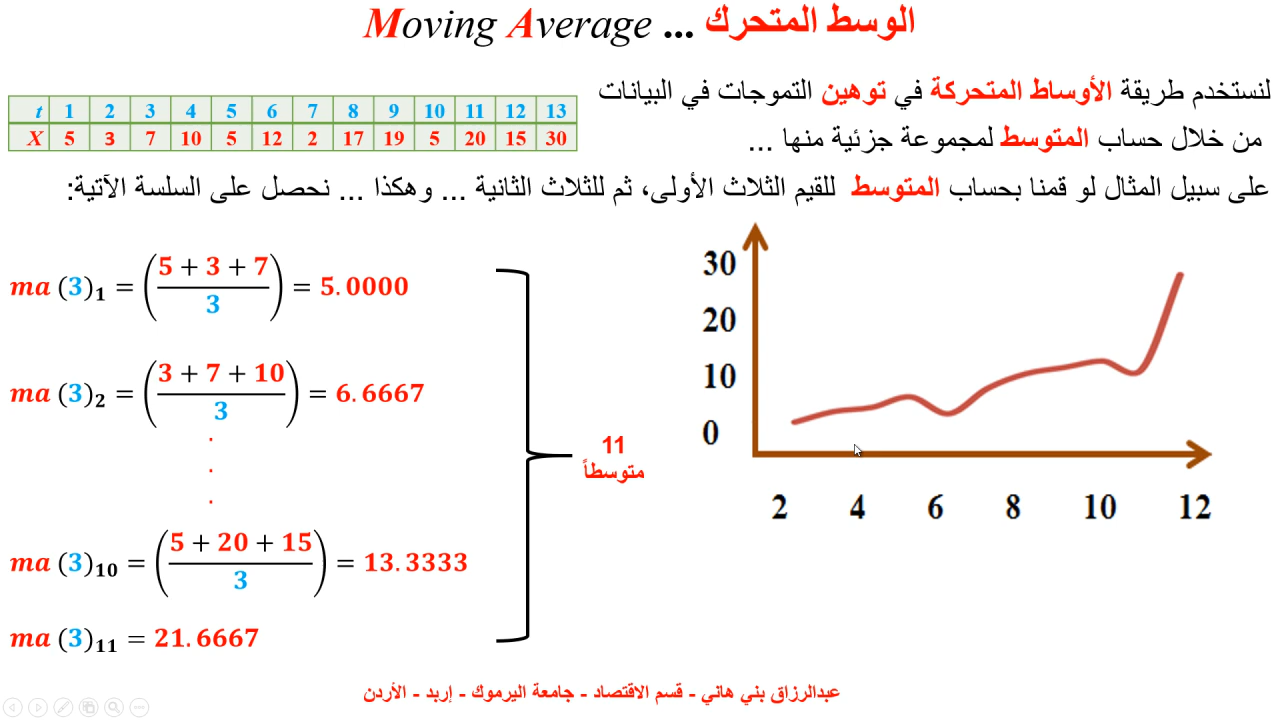 Moving Average ... الوسط المتحرك
لنستخدم طريقة الأوساط المتحركة في توهين التموجات في البيانات
من خلال حساب المتوسط لمجموعة جزئية منها ...
t 1 2 3 4 5 6 7 8 9 10 11 12 13
X 5 3 7 10 5 12 2 17 19 5 20 15 30
على سبيل المثال لو قمنا بحساب المتوسط للقيم الثلاث الأولى، ثم للثلاث الثانية ... وهكذا ... نحصل على السلسة الآتية:
ma (3)₁ = ((5 + 3 + 7)/3) = 5.0000
ma (3)₂ = ((3 + 7 + 10)/3) = 6.6667
.
.
.
ma (3)₁₀ = ((5 + 20 + 15)/3) = 13.3333
ma (3)₁₁ = 21.6667
11
متوسطاً
30
20
10
0
2 4 6 8 10 12
عبدالرزاق بني هاني - قسم الاقتصاد - جامعة اليرموك - إربد - الأردن